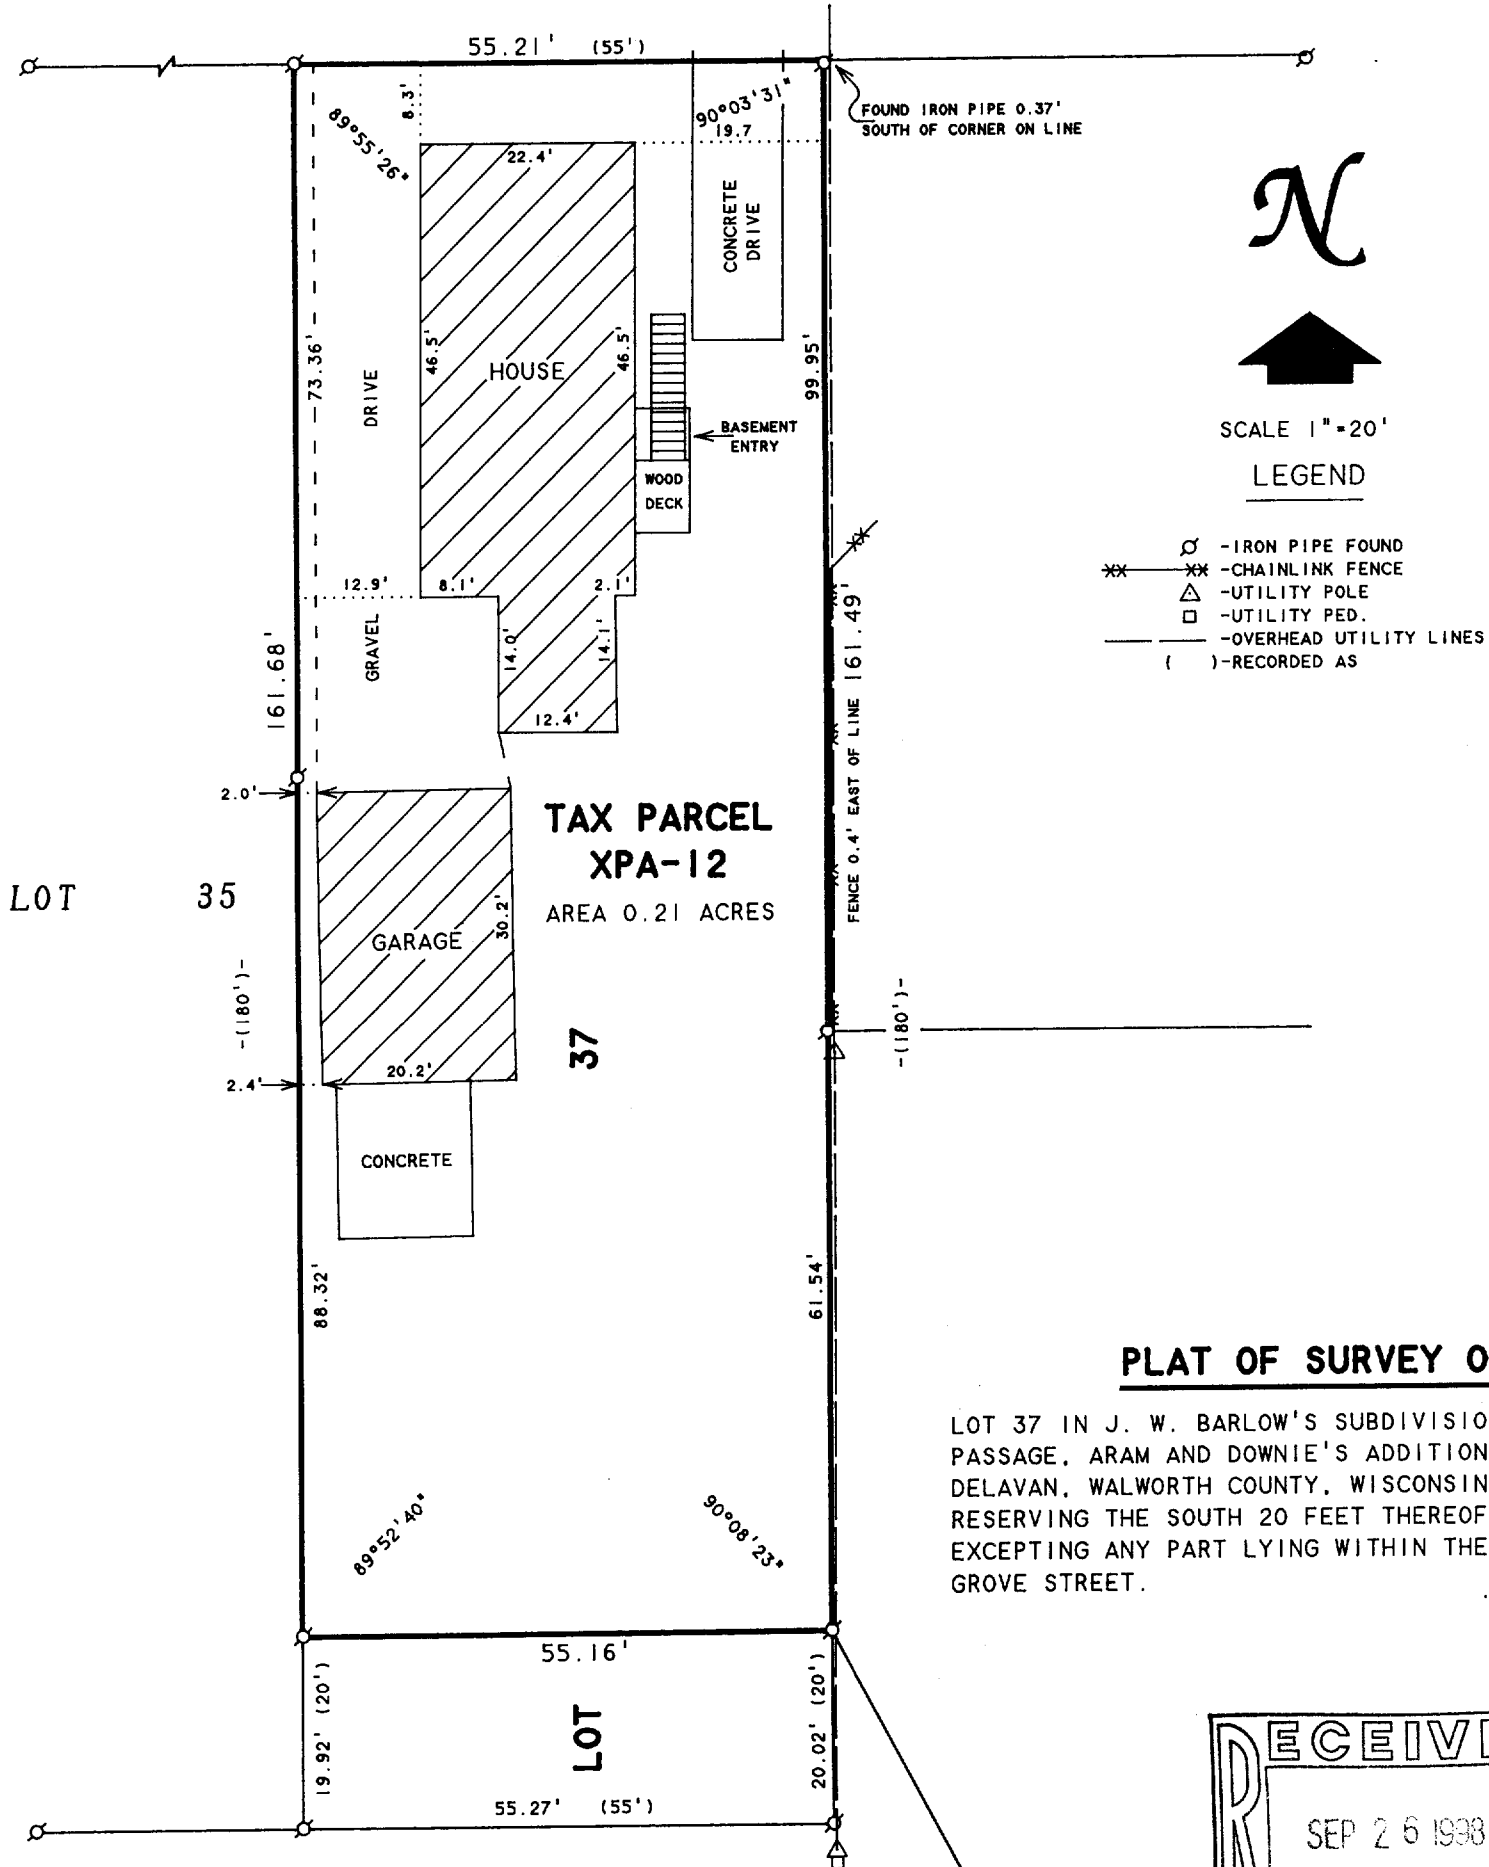 55.21' (55')
8.3'
89°55'26"
90°03'31"
19.7
FOUND IRON PIPE 0.37'
SOUTH OF CORNER ON LINE
22.4'
CONCRETE
DRIVE
N
73.36'
DRIVE
46.5'
HOUSE
46.5'
99.95'
BASEMENT
ENTRY
WOOD
DECK
SCALE 1"=20'
LEGEND
-IRON PIPE FOUND
XX XX -CHAINLINK FENCE
-UTILITY POLE
-UTILITY PED.
-OVERHEAD UTILITY LINES
( )-RECORDED AS
12.9'
8.1'
2.1'
GRAVEL
14.0'
14.1'
12.4'
161.68'
FENCE 0.4' EAST OF LINE 161.49'
2.0'
TAX PARCEL
XPA-12
AREA 0.21 ACRES
LOT 35
GARAGE
30.2'
-(180')-
37
-(180')-
2.4'
20.2'
CONCRETE
88.32'
61.54'
PLAT OF SURVEY O
LOT 37 IN J. W. BARLOW'S SUBDIVISIO
PASSAGE, ARAM AND DOWNIE'S ADDITION
DELAVAN, WALWORTH COUNTY, WISCONSIN
RESERVING THE SOUTH 20 FEET THEREOF
EXCEPTING ANY PART LYING WITHIN THE
GROVE STREET.
89°52'40"
90°08'23"
55.16'
19.92' (20')
LOT
20.02' (20')
55.27' (55')
RECEIV
SEP 26 1998